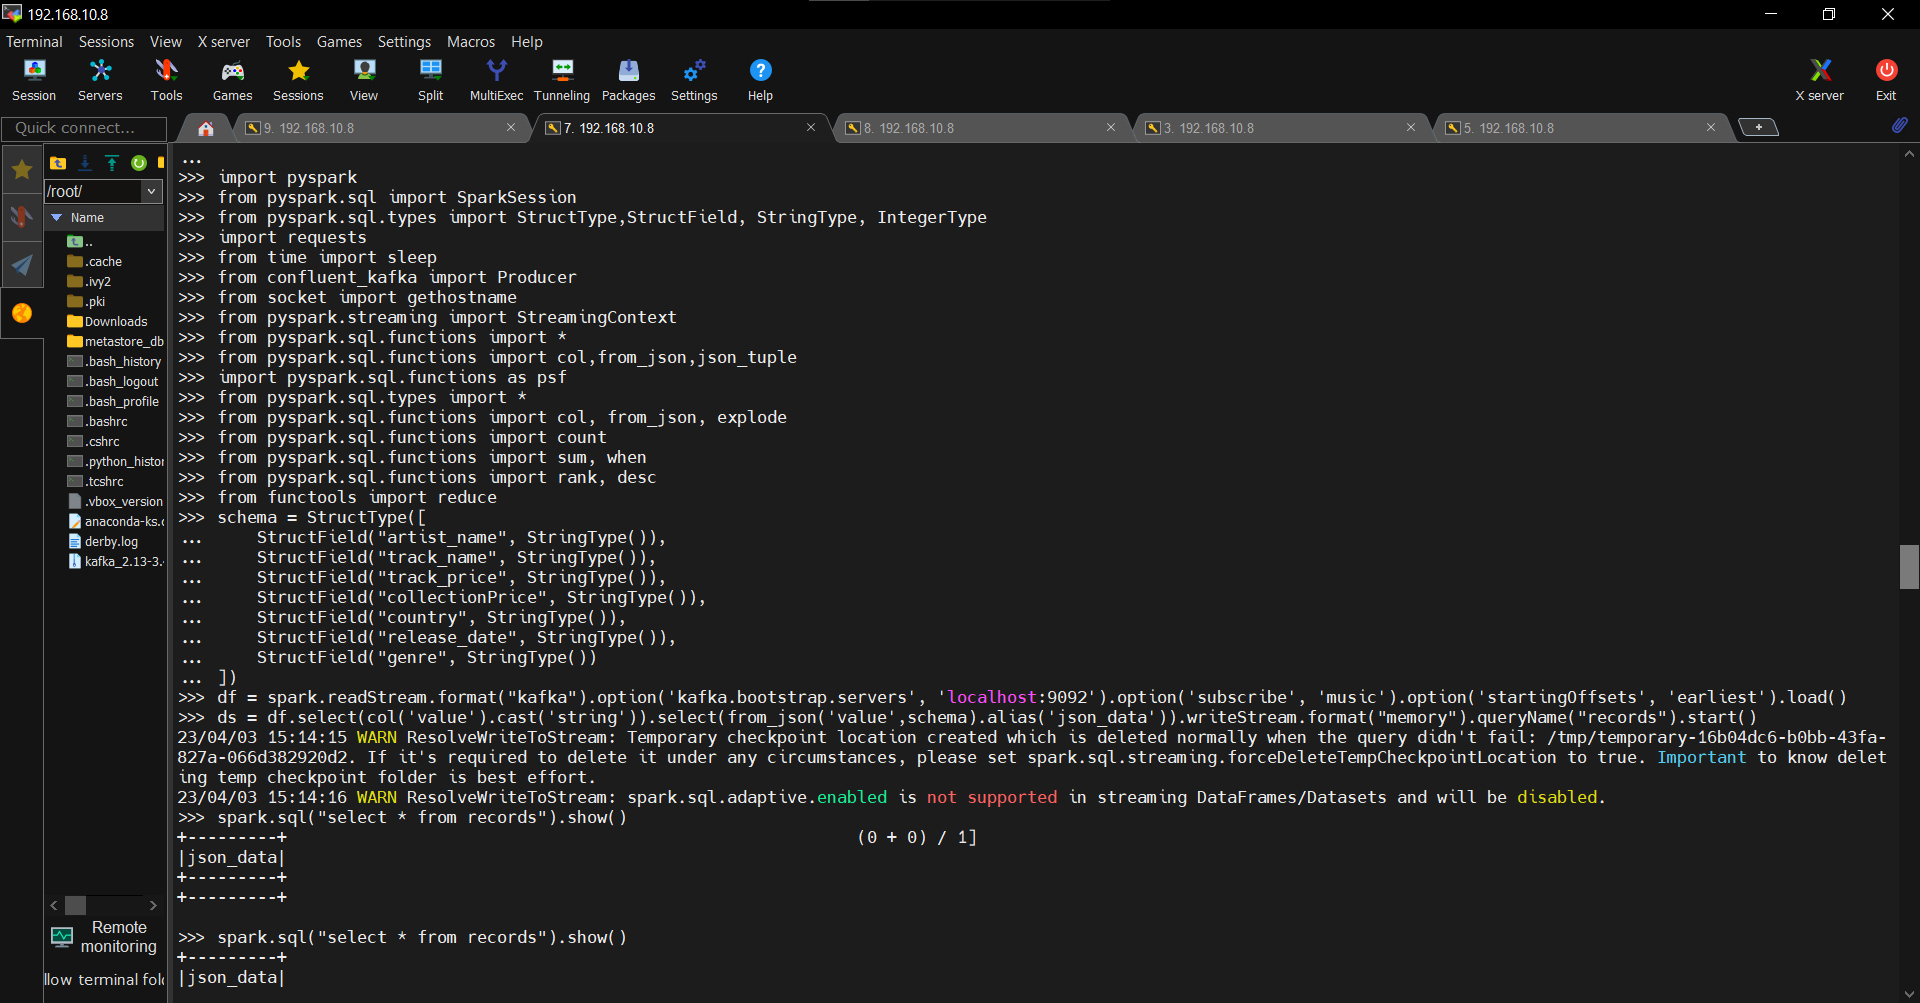 192.168.10.8
Terminal Sessions View X server Tools Games Settings Macros Help
Session Servers Tools Games Sessions View Split MultiExec Tunneling Packages Settings Help X server Exit
Quick connect... 9. 192.168.10.8 7. 192.168.10.8 8. 192.168.10.8 3. 192.168.10.8 5. 192.168.10.8
/root/
Name
..
.cache
.ivy2
.pki
Downloads
metastore_db
.bash_history
.bash_logout
.bash_profile
.bashrc
.cshrc
.python_histor
.tcshrc
.vbox_version
anaconda-ks.c
derby.log
kafka_2.13-3.
Remote
monitoring
llow terminal fol
...
>>> import pyspark
>>> from pyspark.sql import SparkSession
>>> from pyspark.sql.types import StructType,StructField, StringType, IntegerType
>>> import requests
>>> from time import sleep
>>> from confluent_kafka import Producer
>>> from socket import gethostname
>>> from pyspark.streaming import StreamingContext
>>> from pyspark.sql.functions import *
>>> from pyspark.sql.functions import col,from_json,json_tuple
>>> import pyspark.sql.functions as psf
>>> from pyspark.sql.types import *
>>> from pyspark.sql.functions import col, from_json, explode
>>> from pyspark.sql.functions import count
>>> from pyspark.sql.functions import sum, when
>>> from pyspark.sql.functions import rank, desc
>>> from functools import reduce
>>> schema = StructType([
...     StructField("artist_name", StringType()),
...     StructField("track_name", StringType()),
...     StructField("track_price", StringType()),
...     StructField("collectionPrice", StringType()),
...     StructField("country", StringType()),
...     StructField("release_date", StringType()),
...     StructField("genre", StringType())
... ])
>>> df = spark.readStream.format("kafka").option('kafka.bootstrap.servers', 'localhost:9092').option('subscribe', 'music').option('startingOffsets', 'earliest').load()
>>> ds = df.select(col('value').cast('string')).select(from_json('value',schema).alias('json_data')).writeStream.format("memory").queryName("records").start()
23/04/03 15:14:15 WARN ResolveWriteToStream: Temporary checkpoint location created which is deleted normally when the query didn't fail: /tmp/temporary-16b04dc6-b0bb-43fa-
827a-066d382920d2. If it's required to delete it under any circumstances, please set spark.sql.streaming.forceDeleteTempCheckpointLocation to true. Important to know delet
ing temp checkpoint folder is best effort.
23/04/03 15:14:16 WARN ResolveWriteToStream: spark.sql.adaptive.enabled is not supported in streaming DataFrames/Datasets and will be disabled.
>>> spark.sql("select * from records").show()
+---------+ (0 + 0) / 1]
|json_data|
+---------+
+---------+
>>> spark.sql("select * from records").show()
+---------+
|json_data|